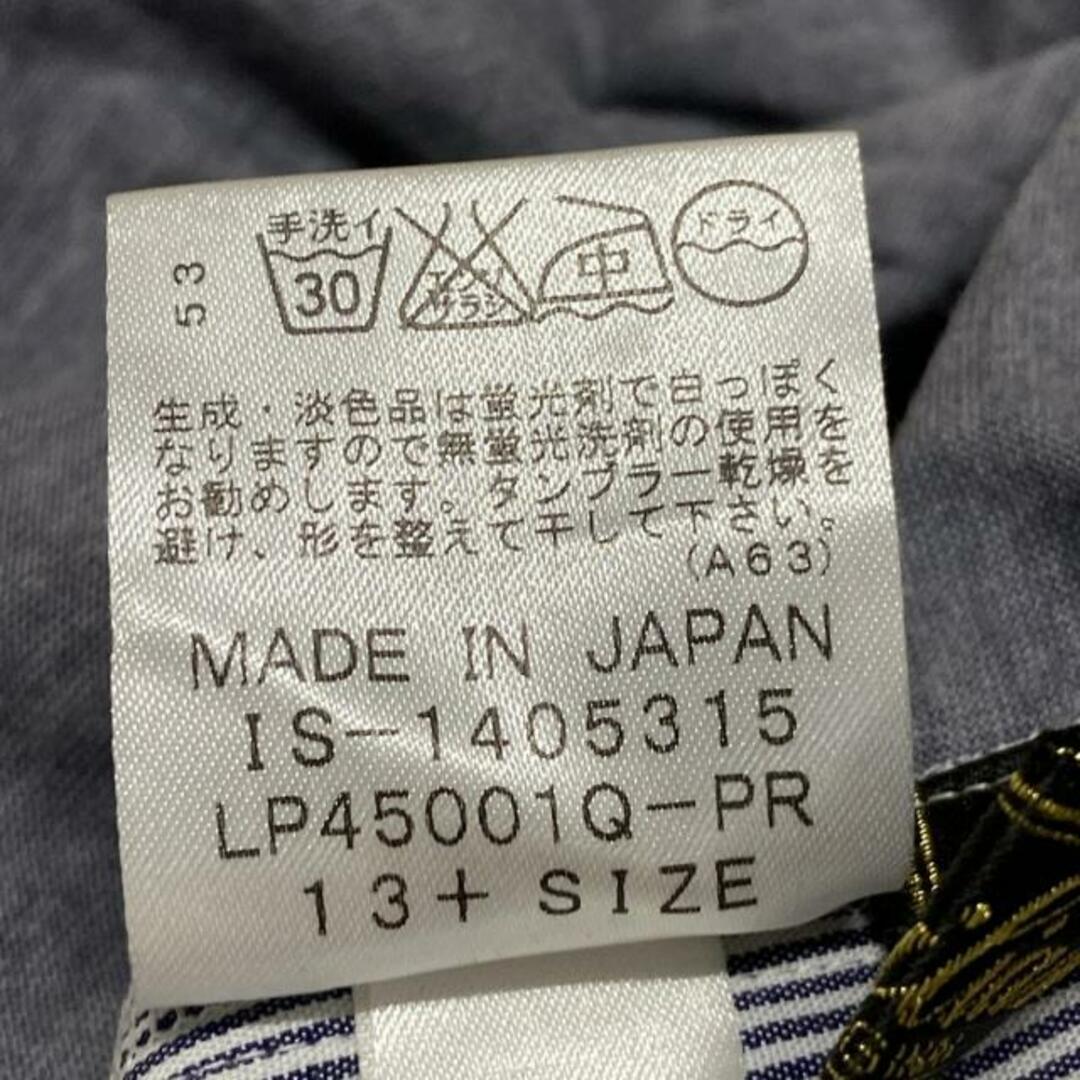 53
手洗イ
30
エンソ
サラシ
中
ドライ
生成・淡色品は蛍光剤で白っぽく
なりますので無蛍光洗剤の使用を
お勧めします。タンブラー乾燥を
避け、形を整えて干して下さい。
(A63)
MADE IN JAPAN
IS-1405315
LP45001Q-PR
13+ SIZE